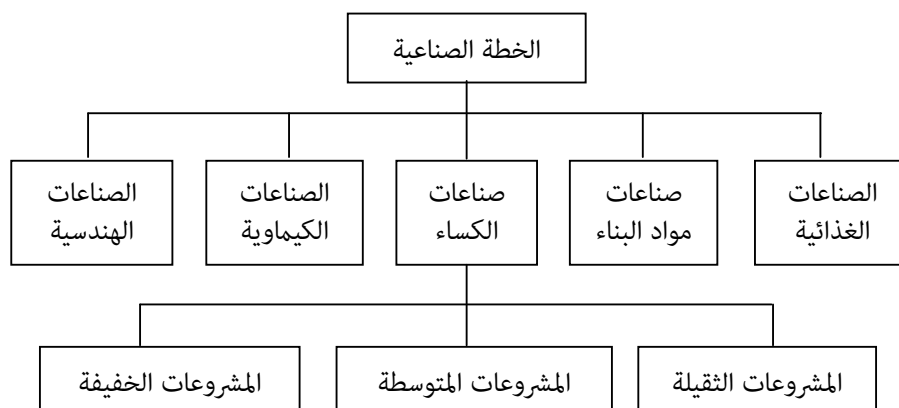 الخطة الصناعية
الصناعات
الغذائية
صناعات
مواد البناء
صناعات
الكساء
الصناعات
الكيماوية
الصناعات
الهندسية
المشروعات الثقيلة
المشروعات المتوسطة
المشروعات الخفيفة